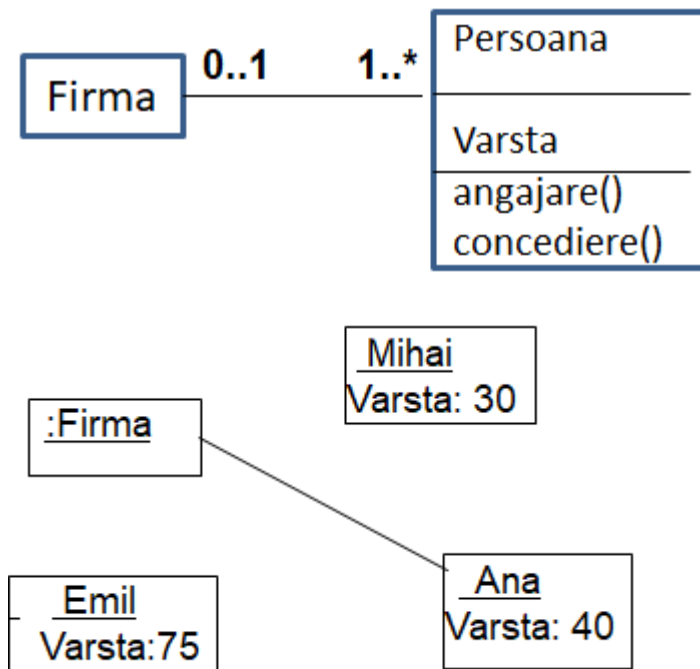 Firma
0..1
1..*
Persoana
Varsta
angajare()
concediere()
Mihai
Varsta: 30
:Firma
Emil
Varsta:75
Ana
Varsta: 40